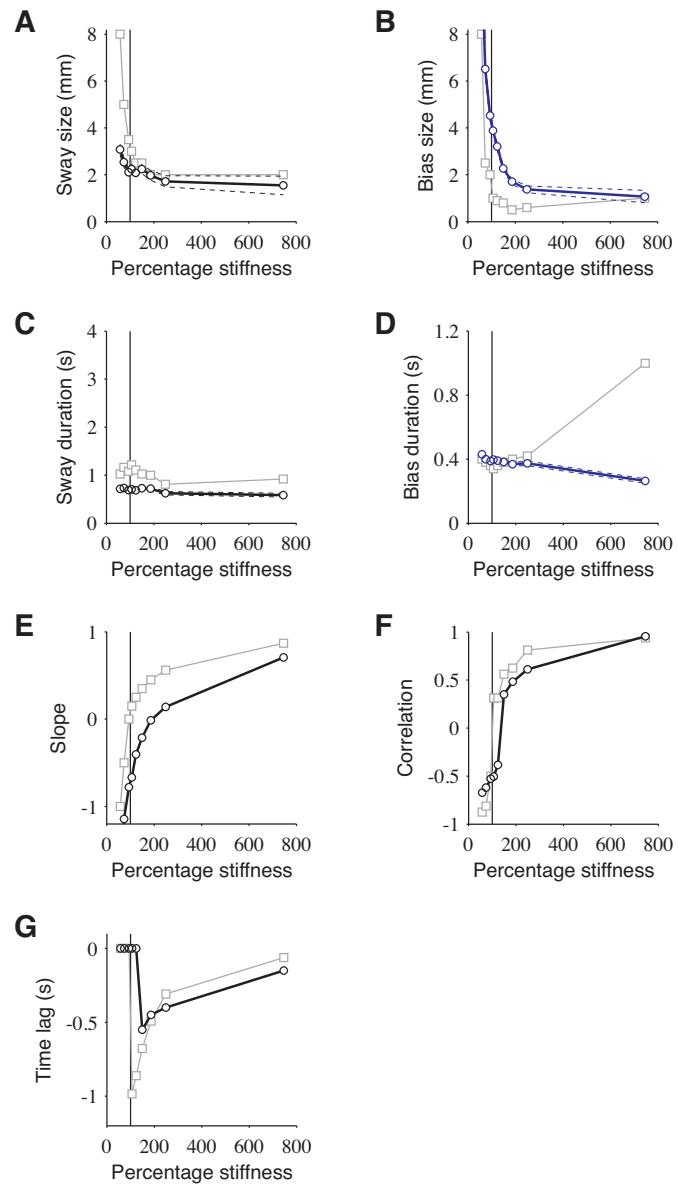 A
8
6
4
2
0
Sway size (mm)
0 200 400 600 800
Percentage stiffness
B
8
6
4
2
0
Bias size (mm)
0 200 400 600 800
Percentage stiffness
C
4
3
2
1
0
Sway duration (s)
0 200 400 600 800
Percentage stiffness
D
1.2
0.8
0.4
0
Bias duration (s)
0 200 400 600 800
Percentage stiffness
E
1
0
-1
Slope
0 200 400 600 800
Percentage stiffness
F
1
0.5
0
-0.5
-1
Correlation
0 200 400 600 800
Percentage stiffness
G
0
-0.5
-1
Time lag (s)
0 200 400 600 800
Percentage stiffness